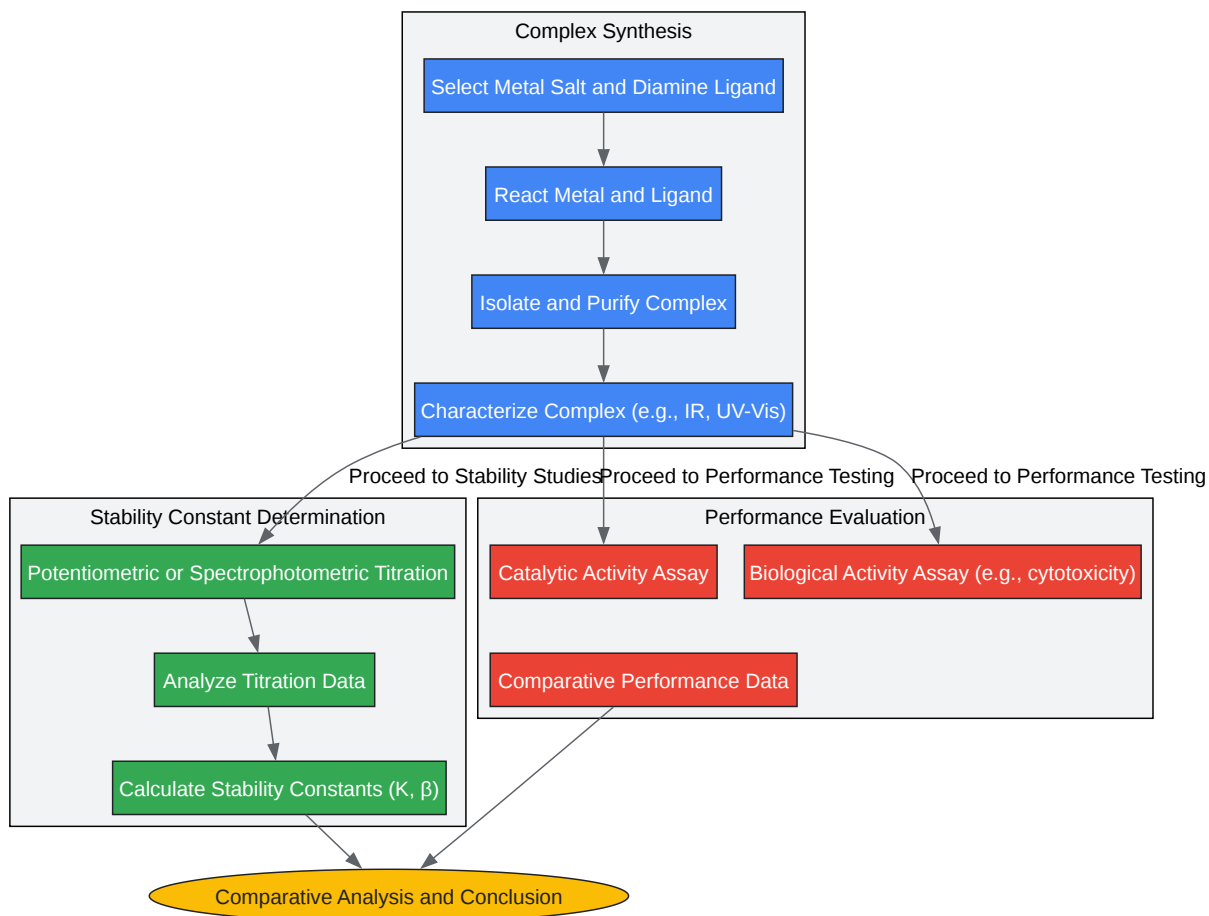 Complex Synthesis
Select Metal Salt and Diamine Ligand
React Metal and Ligand
Isolate and Purify Complex
Characterize Complex (e.g., IR, UV-Vis)
Proceed to Stability Studies
Proceed to Performance Testing
Proceed to Performance Testing
Stability Constant Determination
Potentiometric or Spectrophotometric Titration
Analyze Titration Data
Calculate Stability Constants (K, β)
Performance Evaluation
Catalytic Activity Assay
Biological Activity Assay (e.g., cytotoxicity)
Comparative Performance Data
Comparative Analysis and Conclusion